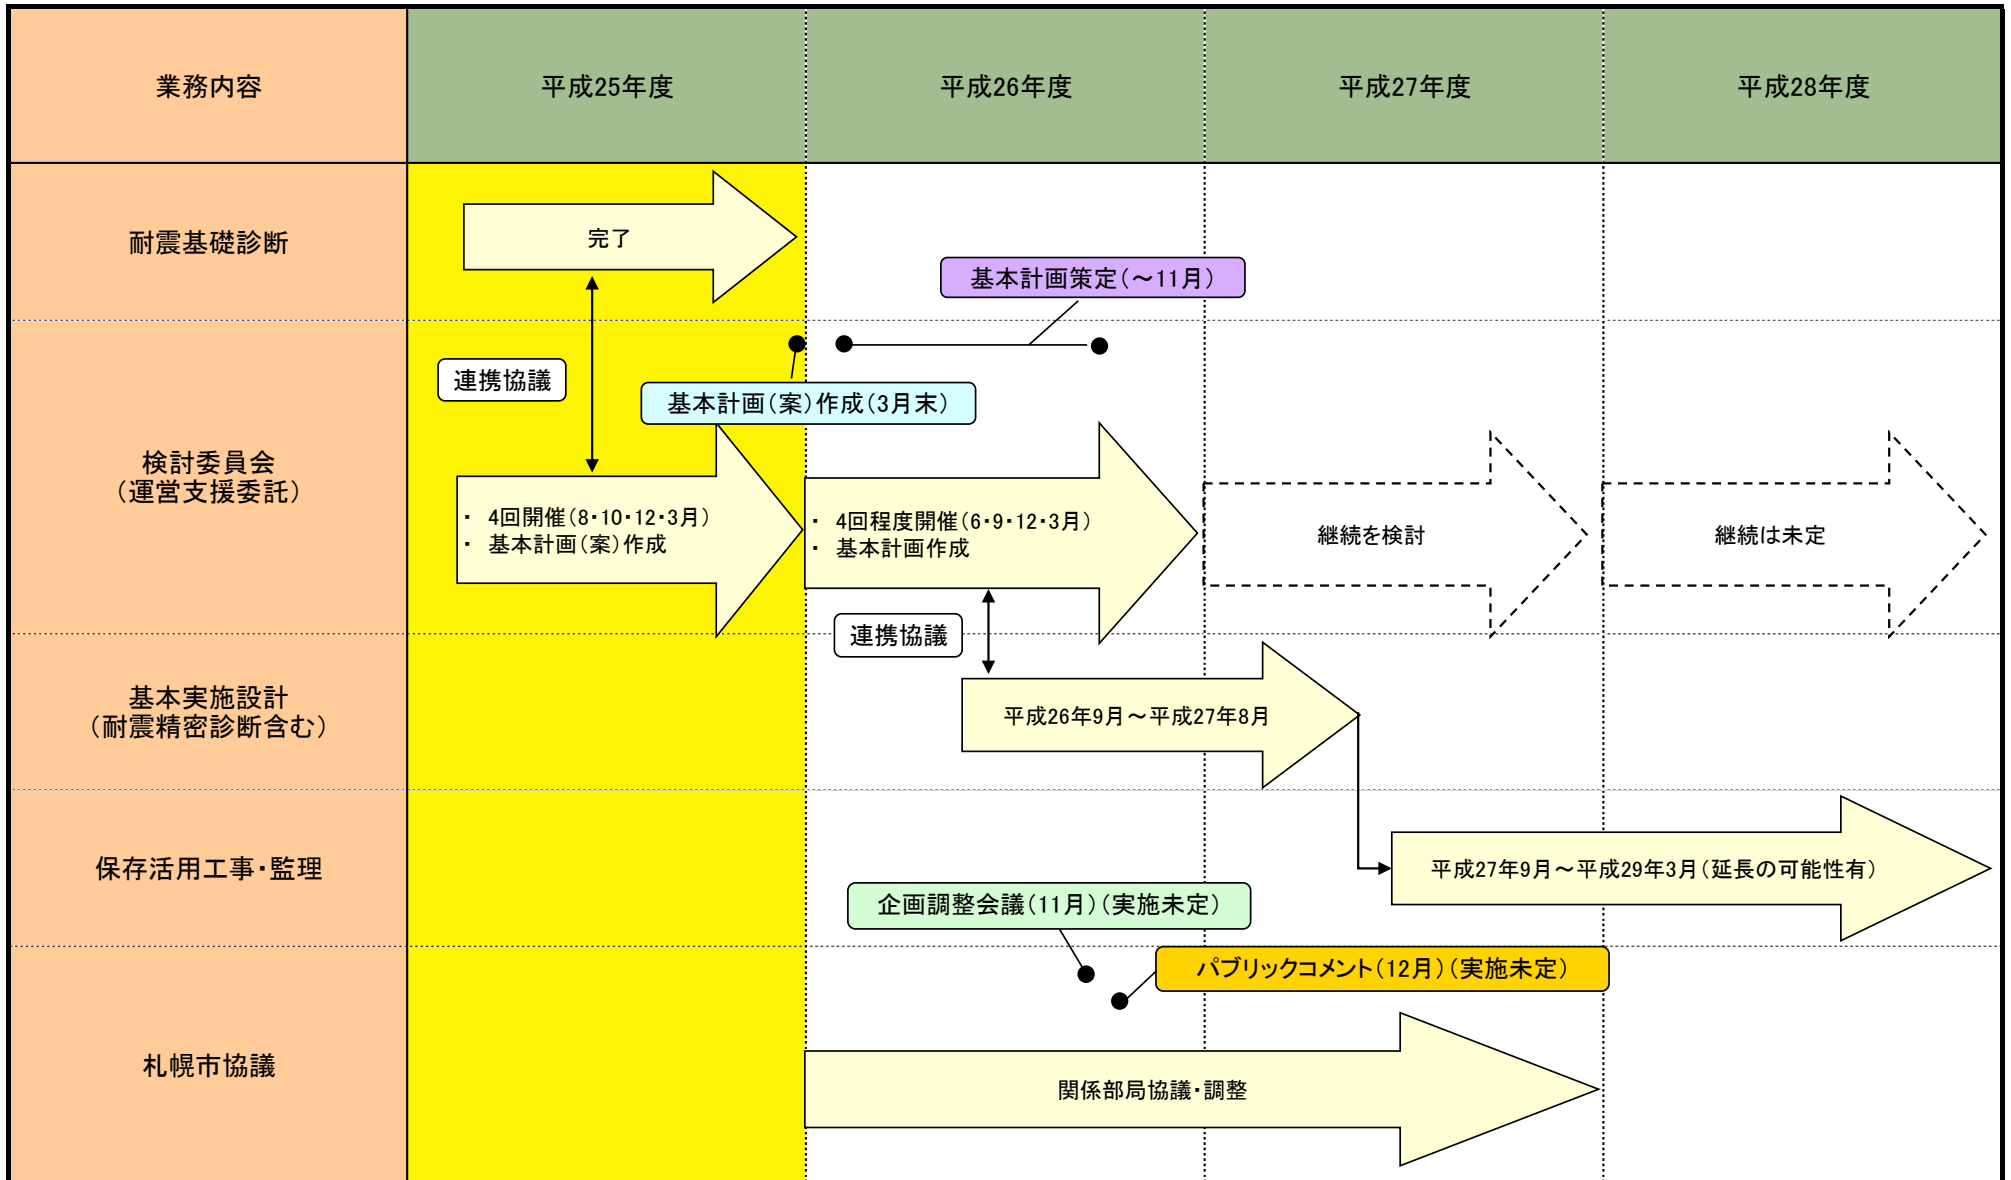 業務内容
平成25年度
平成26年度
平成27年度
平成28年度
耐震基礎診断
完了
基本計画策定(～11月)
連携協議
基本計画(案)作成(3月末)
検討委員会
(運営支援委託)
・ 4回開催(8・10・12・3月)
・ 基本計画(案)作成
・ 4回程度開催(6・9・12・3月)
・ 基本計画作成
継続を検討
継続は未定
連携協議
基本実施設計
(耐震精密診断含む)
平成26年9月～平成27年8月
保存活用工事・監理
平成27年9月～平成29年3月(延長の可能性有)
企画調整会議(11月)(実施未定)
パブリックコメント(12月)(実施未定)
札幌市協議
関係部局協議・調整